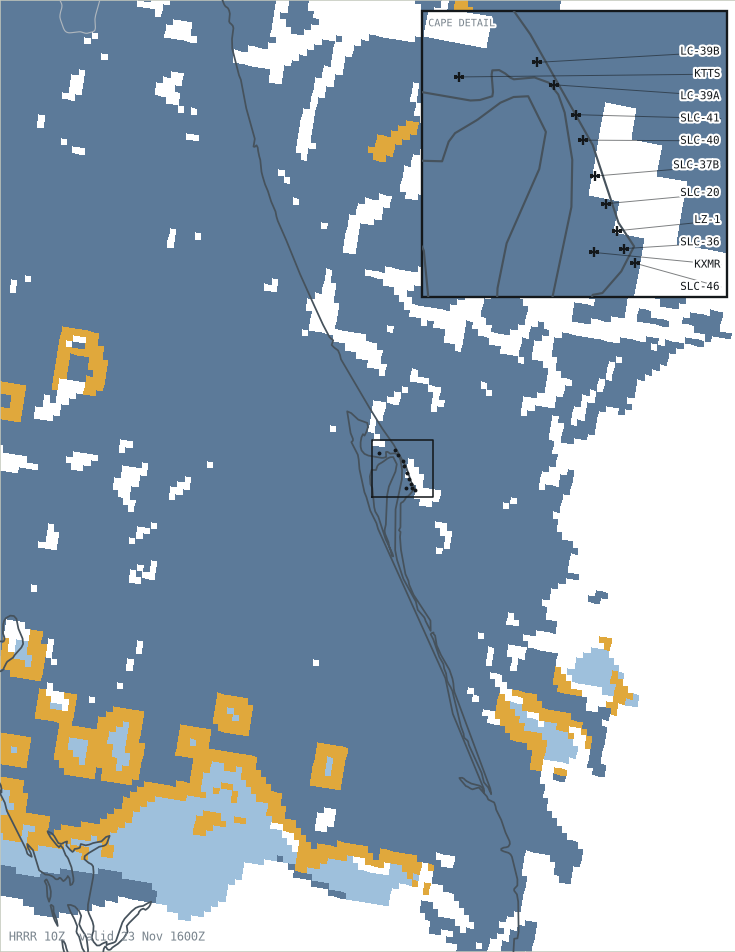 CAPE DETAIL
LC-39B
KTTS
LC-39A
SLC-41
SLC-40
SLC-37B
SLC-20
LZ-1
SLC-36
KXMR
SLC-46
HRRR 10Z valid 23 Nov 1600Z